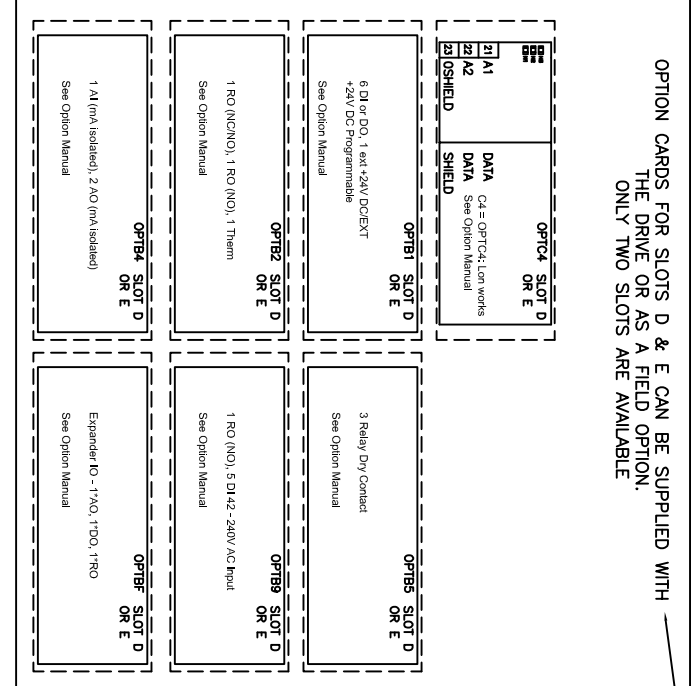 OPTION CARDS FOR SLOTS D & E CAN BE SUPPLIED WITH
THE DRIVE OR AS A FIELD OPTION.
ONLY TWO SLOTS ARE AVAILABLE
OPTC4 SLOT D
OR E
21 A1 DATA
22 A2 DATA
23 OSHIELD SHIELD
C4 = OPTC4: Lon works
See Option Manual
OPTB1 SLOT D
OR E
6 DI or DO, 1 ext +24V DC/EXT
+24V DC Programmable
See Option Manual
OPTB5 SLOT D
OR E
3 Relay Dry Contact
See Option Manual
OPTB2 SLOT D
OR E
1 RO (NC/NO), 1 RO (NO), 1 Therm
See Option Manual
OPTB9 SLOT D
OR E
1 RO (NO), 5 DI 42 - 240V AC Input
See Option Manual
OPTB4 SLOT D
OR E
1 AI (mA isolated), 2 AO (mA isolated)
See Option Manual
OPTBF SLOT D
OR E
Expander IO - 1*AO, 1*DO, 1*RO
See Option Manual